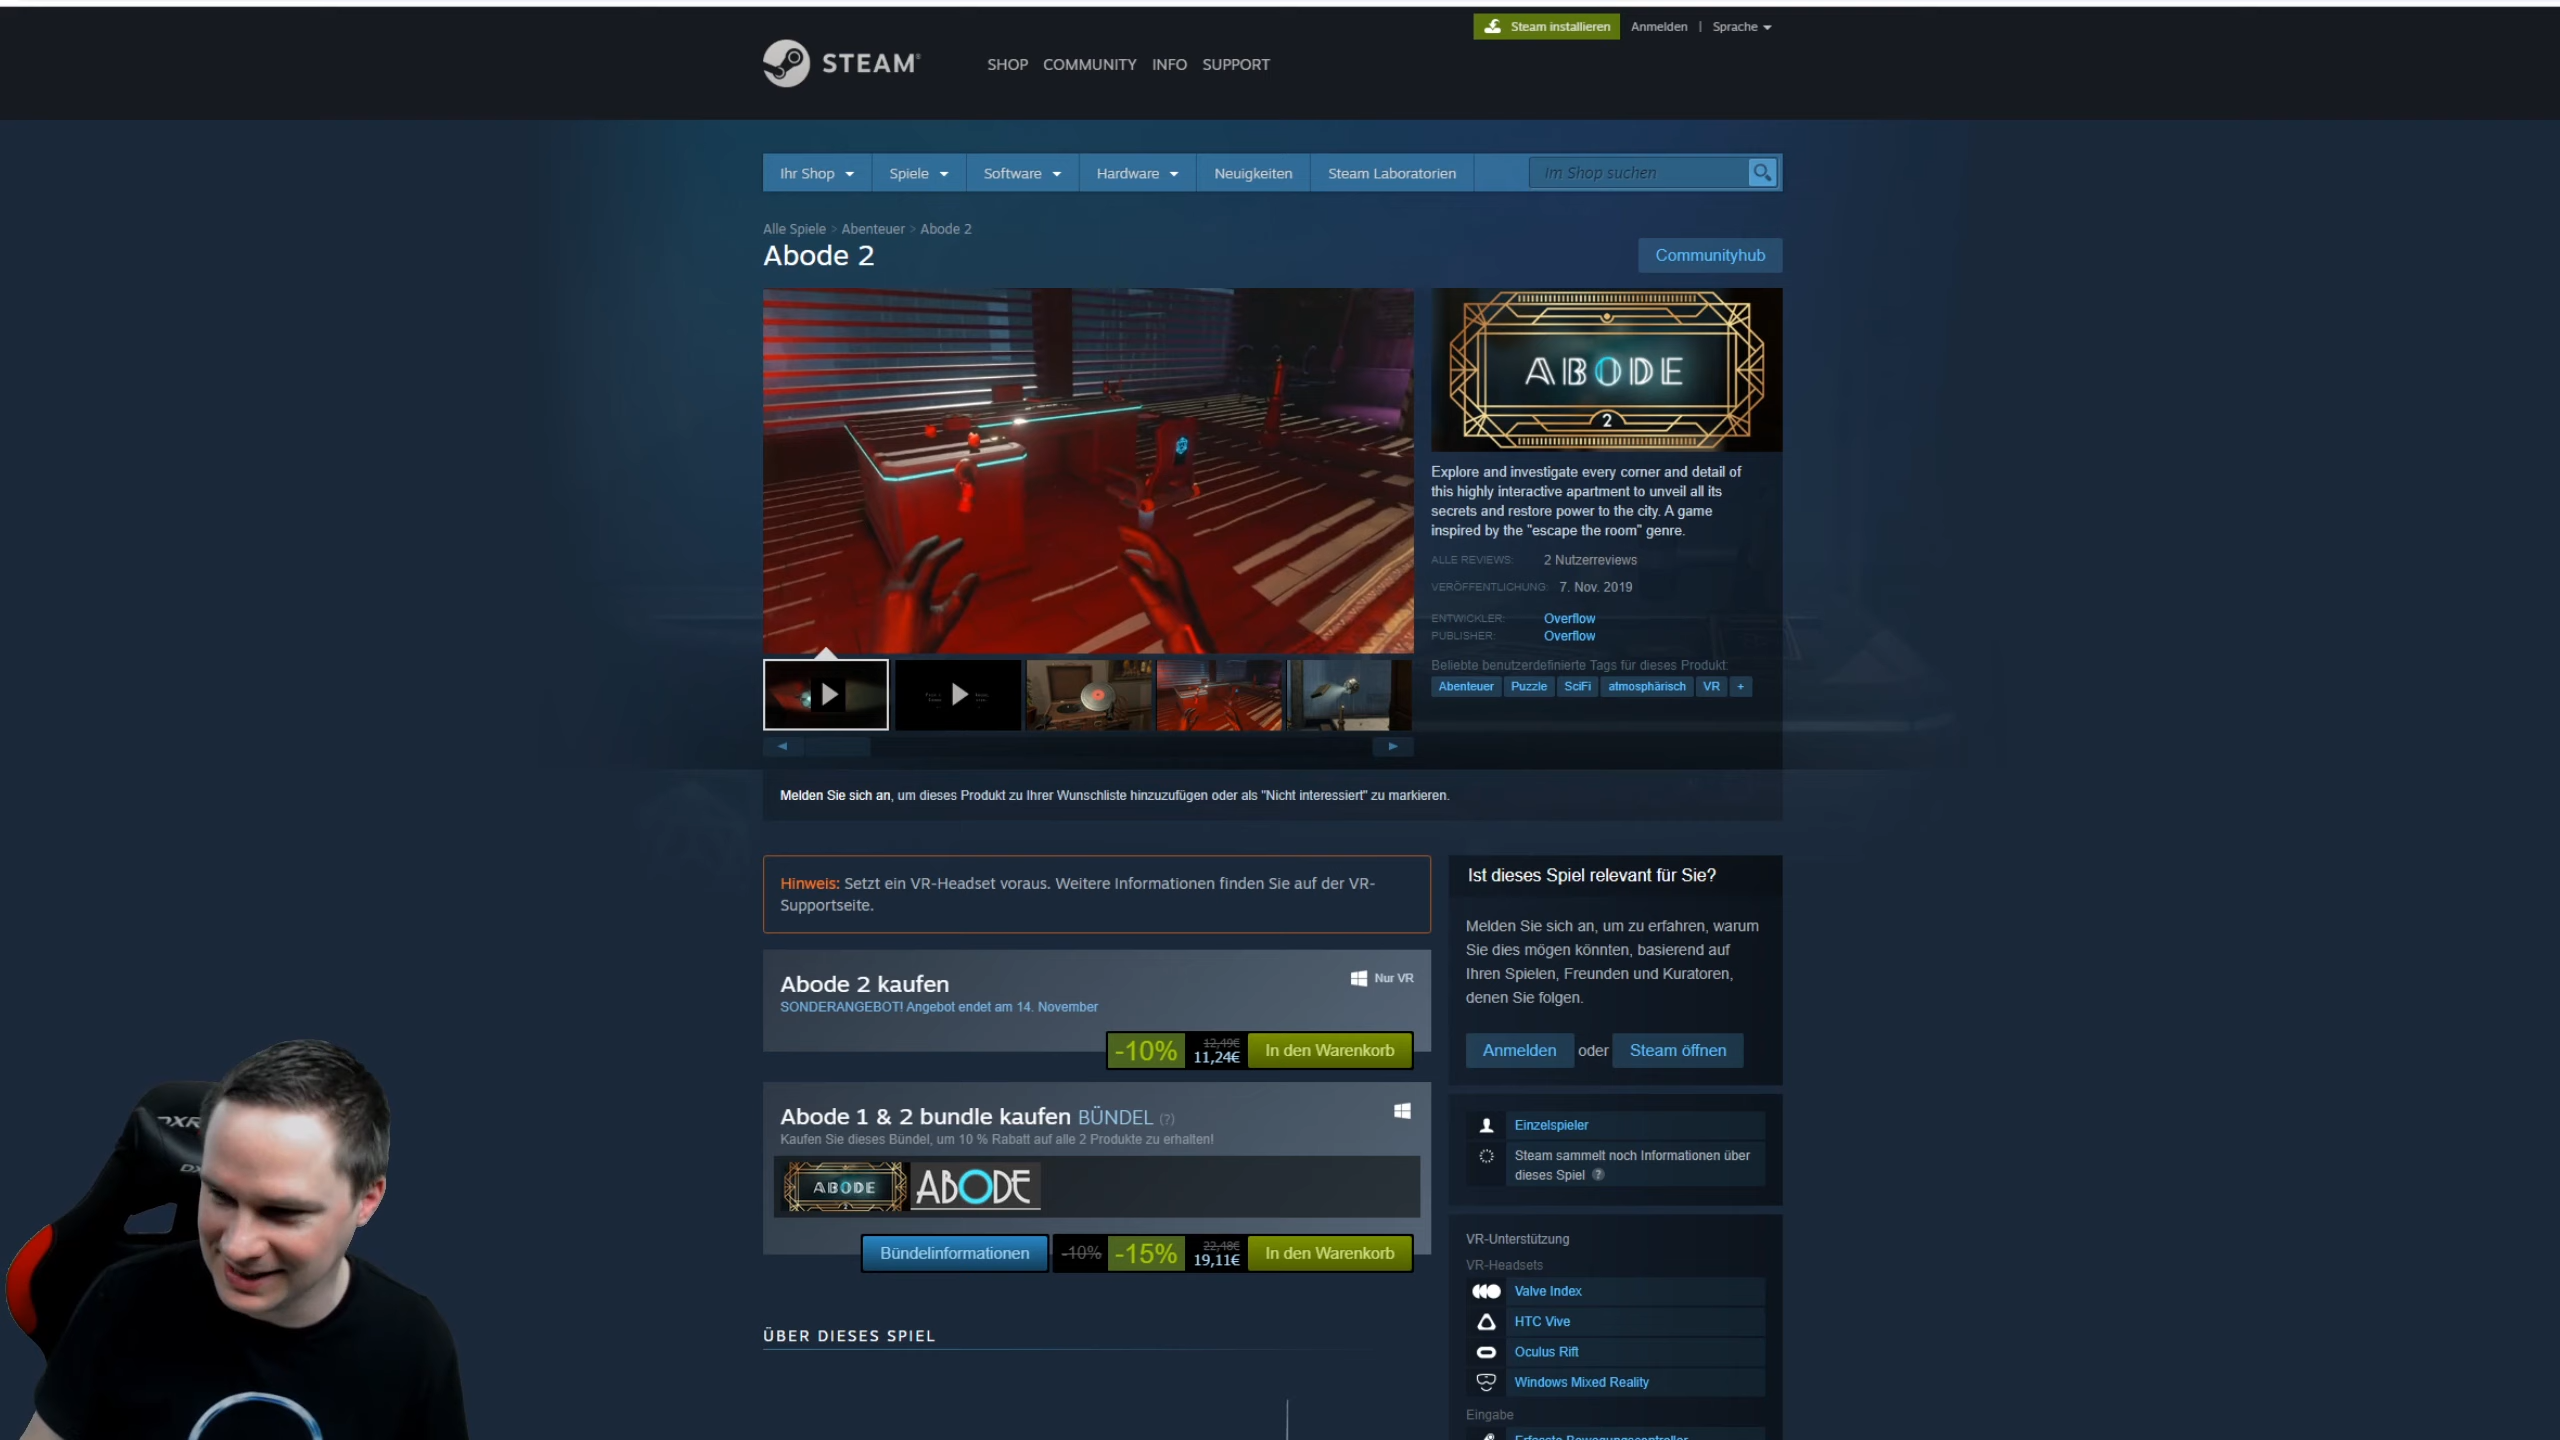 Steam installieren
Anmelden | Sprache
STEAM
SHOP COMMUNITY INFO SUPPORT
Ihr Shop Spiele Software Hardware Neuigkeiten Steam Laboratorien Im Shop suchen
Alle Spiele > Abenteuer > Abode 2
Abode 2
Communityhub
ABODE
2
Explore and investigate every corner and detail of
this highly interactive apartment to unveil all its
secrets and restore power to the city. A game
inspired by the "escape the room" genre.
ALLE REVIEWS: 2 Nutzerreviews
VERÖFFENTLICHUNG: 7. Nov. 2019
ENTWICKLER: Overflow
PUBLISHER: Overflow
Beliebte benutzerdefinierte Tags für dieses Produkt:
Abenteuer Puzzle SciFi atmosphärisch VR +
Melden Sie sich an, um dieses Produkt zu Ihrer Wunschliste hinzuzufügen oder als "Nicht interessiert" zu markieren.
Hinweis: Setzt ein VR-Headset voraus. Weitere Informationen finden Sie auf der VR-
Supportseite.
Abode 2 kaufen
Nur VR
SONDERANGEBOT! Angebot endet am 14. November
-10% 12,49€ 11,24€ In den Warenkorb
Abode 1 & 2 bundle kaufen BÜNDEL (?)
Kaufen Sie dieses Bündel, um 10 % Rabatt auf alle 2 Produkte zu erhalten!
ABODE
ABODE
Bündelinformationen -10% -15% 22,48€ 19,11€ In den Warenkorb
ÜBER DIESES SPIEL
Ist dieses Spiel relevant für Sie?
Melden Sie sich an, um zu erfahren, warum
Sie dies mögen könnten, basierend auf
Ihren Spielen, Freunden und Kuratoren,
denen Sie folgen.
Anmelden oder Steam öffnen
Einzelspieler
Steam sammelt noch Informationen über
dieses Spiel ?
VR-Unterstützung
VR-Headsets
Valve Index
HTC Vive
Oculus Rift
Windows Mixed Reality
Eingabe
DXR